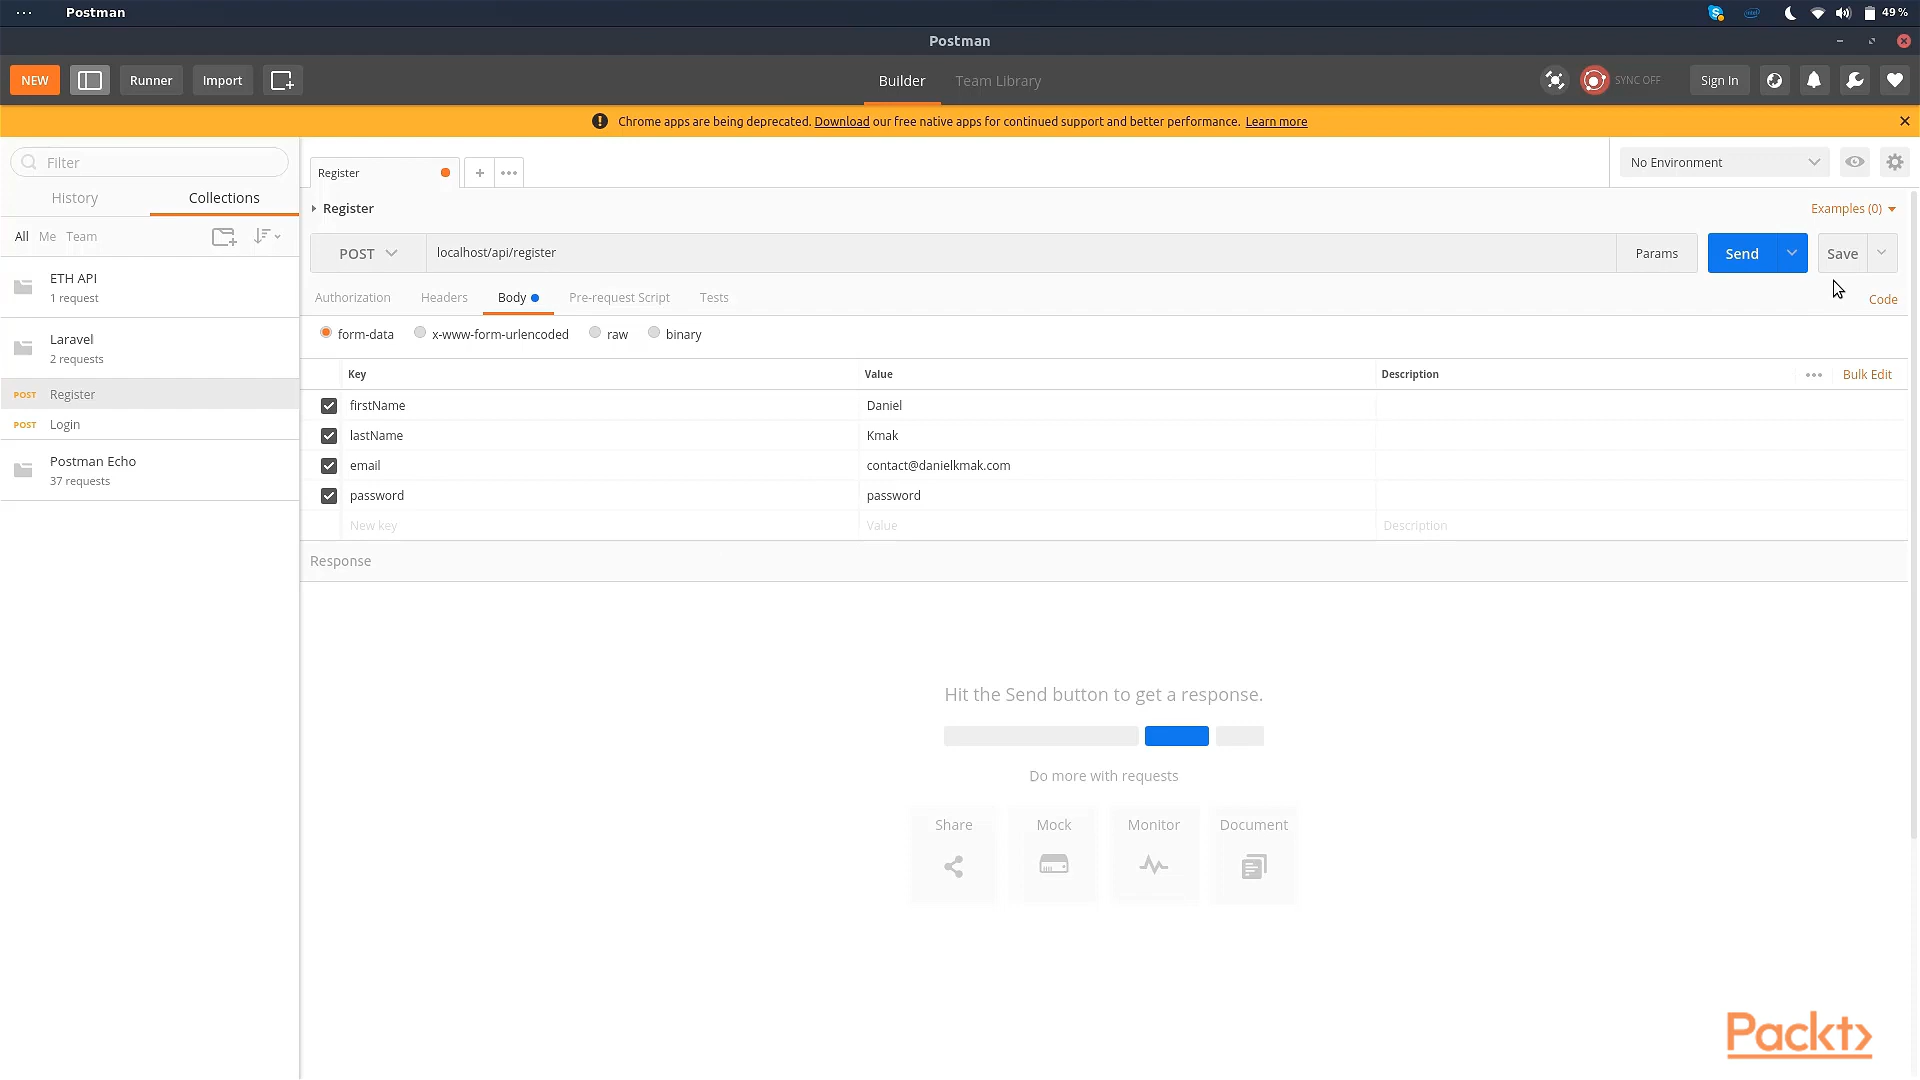 Postman
49 %
Postman
NEW
Runner
Import
Builder
Team Library
SYNC OFF
Sign In
Chrome apps are being deprecated. Download our free native apps for continued support and better performance. Learn more
Filter
History
Collections
All Me Team
ETH API
1 request
Laravel
2 requests
POST Register
POST Login
Postman Echo
37 requests
Register
No Environment
Register
Examples (0)
POST
localhost/api/register
Params
Send
Save
Authorization
Headers
Body
Pre-request Script
Tests
Code
form-data
x-www-form-urlencoded
raw
binary
Key Value Description
Bulk Edit
firstName Daniel
lastName Kmak
email contact@danielkmak.com
password password
New key Value Description
Response
Hit the Send button to get a response.
Do more with requests
Share
Mock
Monitor
Document
Packt